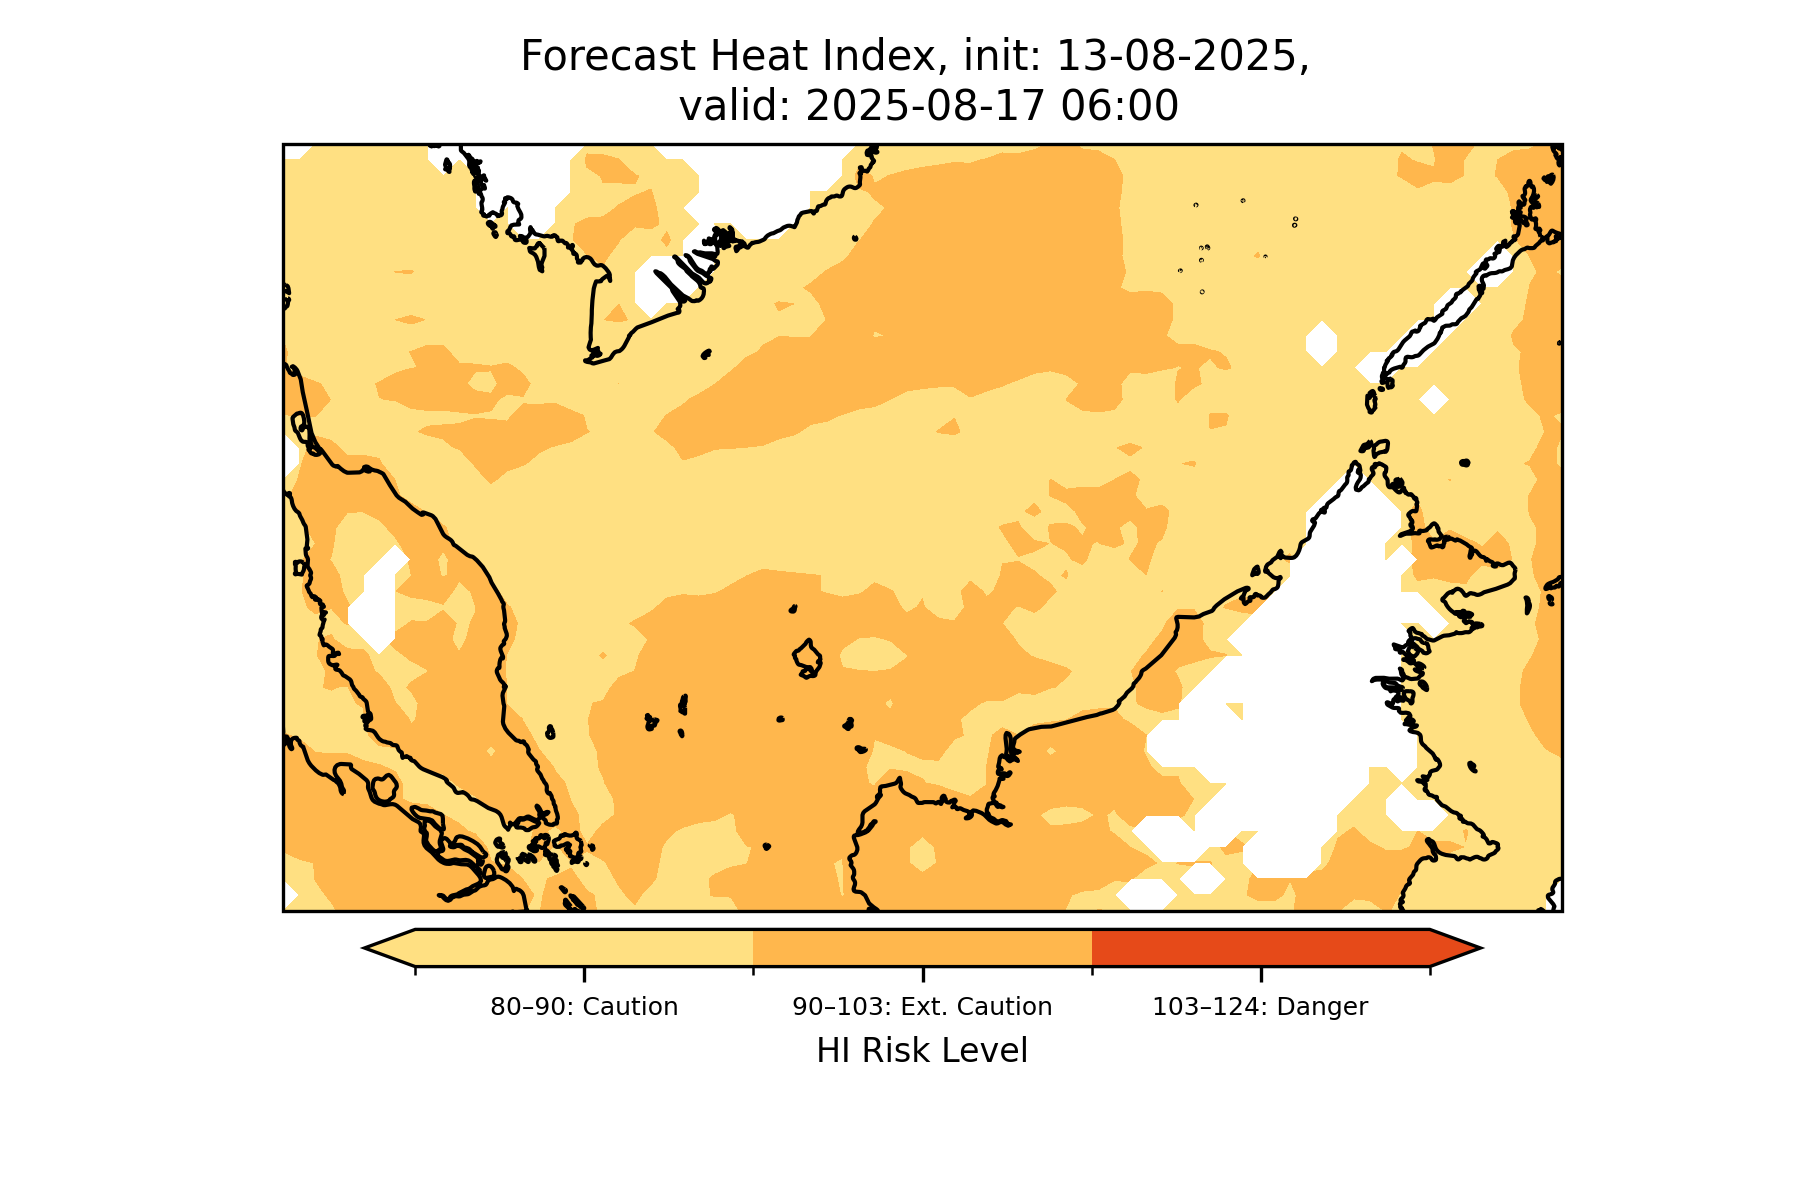 Forecast Heat Index, init: 13-08-2025,
valid: 2025-08-17 06:00
80–90: Caution
90–103: Ext. Caution
103–124: Danger
HI Risk Level